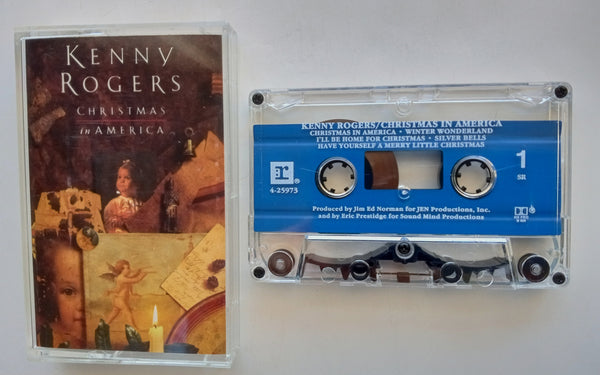 KENNY
ROGERS
CHRISTMAS
in AMERICA
KENNY ROGERS/CHRISTMAS IN AMERICA
CHRISTMAS IN AMERICA • WINTER WONDERLAND
I'LL BE HOME FOR CHRISTMAS • SILVER BELLS
HAVE YOURSELF A MERRY LITTLE CHRISTMAS
r ®
4-25973
1
SR
Produced by Jim Ed Norman for JEN Productions, Inc.
and by Eric Prestidge for Sound Mind Productions